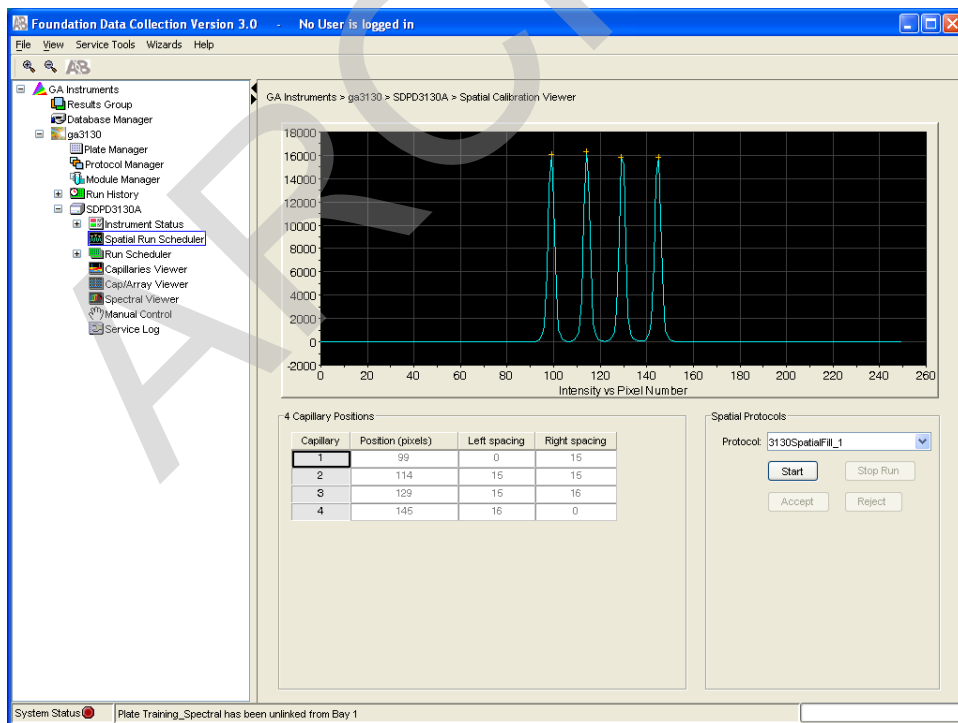 Foundation Data Collection Version 3.0 - No User is logged in
File View Service Tools Wizards Help
AB
GA Instruments
Results Group
Database Manager
ga3130
Plate Manager
Protocol Manager
Module Manager
Run History
SDPD3130A
Instrument Status
Spatial Run Scheduler
Run Scheduler
Capillaries Viewer
Cap/Array Viewer
Spectral Viewer
Manual Control
Service Log
GA Instruments > ga3130 > SDPD3130A > Spatial Calibration Viewer
18000
16000
14000
12000
10000
8000
6000
4000
2000
0
-2000
0 20 40 60 80 100 120 140 160 180 200 220 240 260
Intensity vs Pixel Number
4 Capillary Positions
Capillary Position (pixels) Left spacing Right spacing
1 99 0 15
2 114 15 15
3 129 15 16
4 145 16 0
Spatial Protocols
Protocol: 3130SpatialFill_1
Start Stop Run
Accept Reject
System Status Plate Training_Spectral has been unlinked from Bay 1
ARC